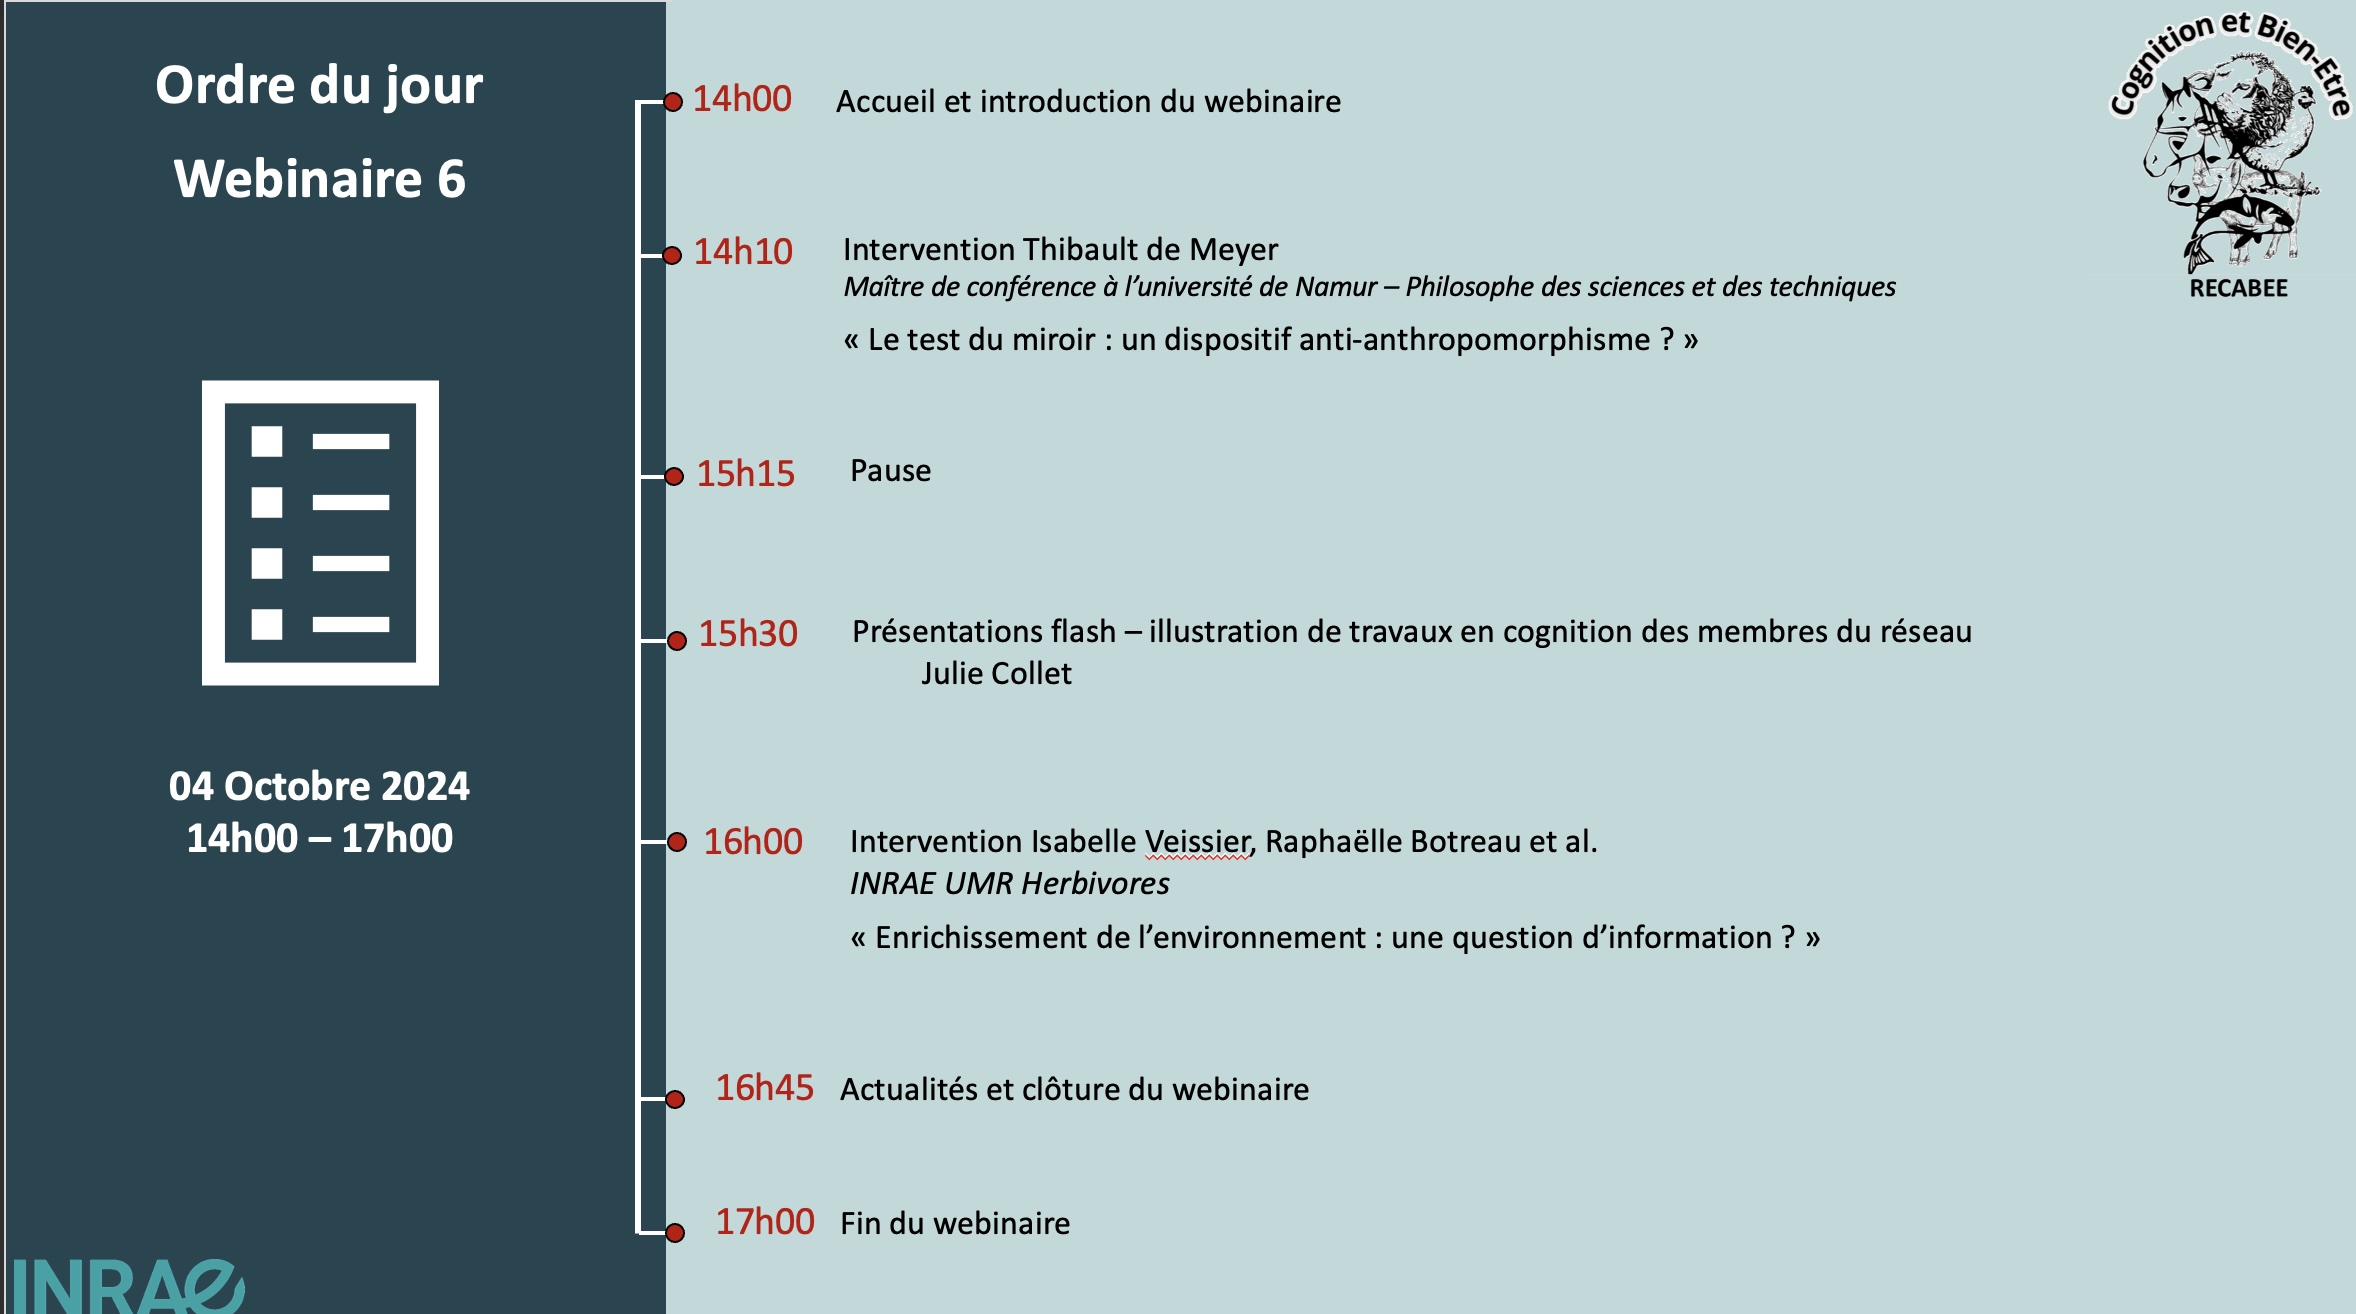 Ordre du jour
Webinaire 6
04 Octobre 2024
14h00 – 17h00
INRAE
14h00 Accueil et introduction du webinaire
14h10 Intervention Thibault de Meyer
Maître de conférence à l’université de Namur – Philosophe des sciences et des techniques
« Le test du miroir : un dispositif anti-anthropomorphisme ? »
15h15 Pause
15h30 Présentations flash – illustration de travaux en cognition des membres du réseau
Julie Collet
16h00 Intervention Isabelle Veissier, Raphaëlle Botreau et al.
INRAE UMR Herbivores
« Enrichissement de l’environnement : une question d’information ? »
16h45 Actualités et clôture du webinaire
17h00 Fin du webinaire
Cognition et Bien-Etre
RECABEE